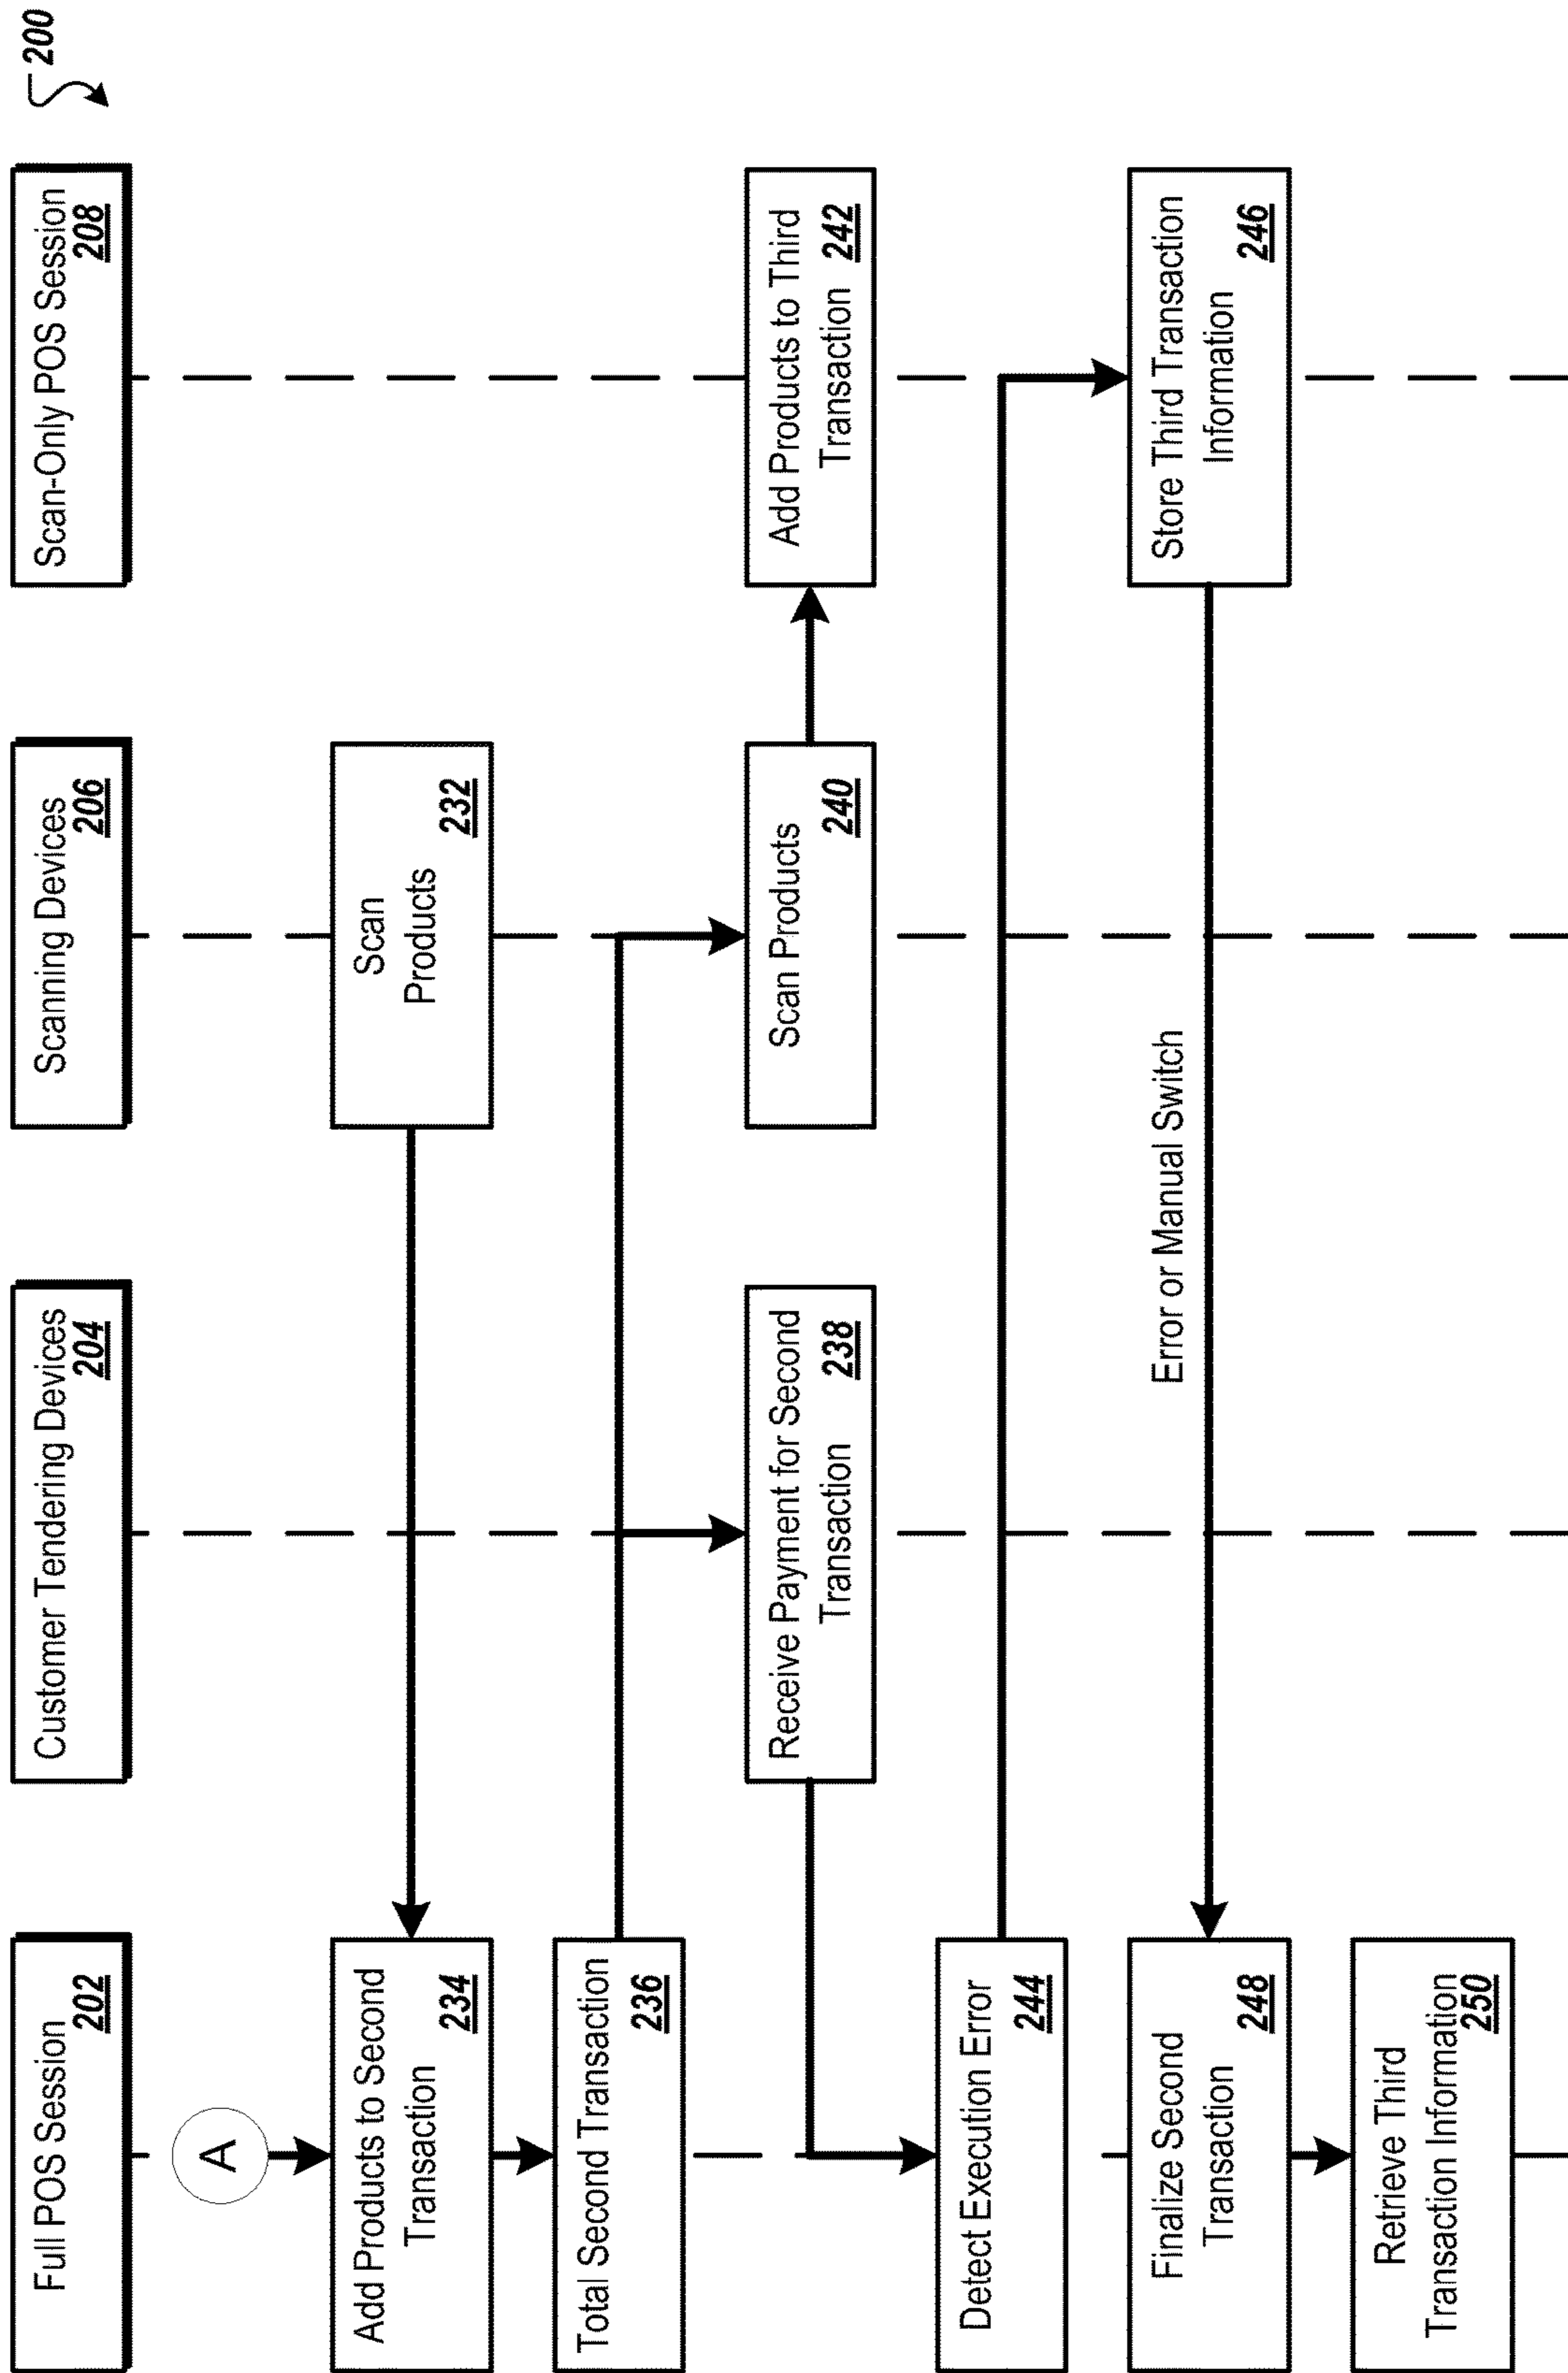 200
Full POS Session
202
Customer Tendering Devices
204
Scanning Devices
206
Scan-Only POS Session
208
A
Scan
Products
232
Add Products to Second
Transaction
234
Total Second Transaction
236
Receive Payment for Second
Transaction
238
Scan Products
240
Add Products to Third
Transaction
242
Detect Execution Error
244
Store Third Transaction
Information
246
Error or Manual Switch
Finalize Second
Transaction
248
Retrieve Third
Transaction Information
250